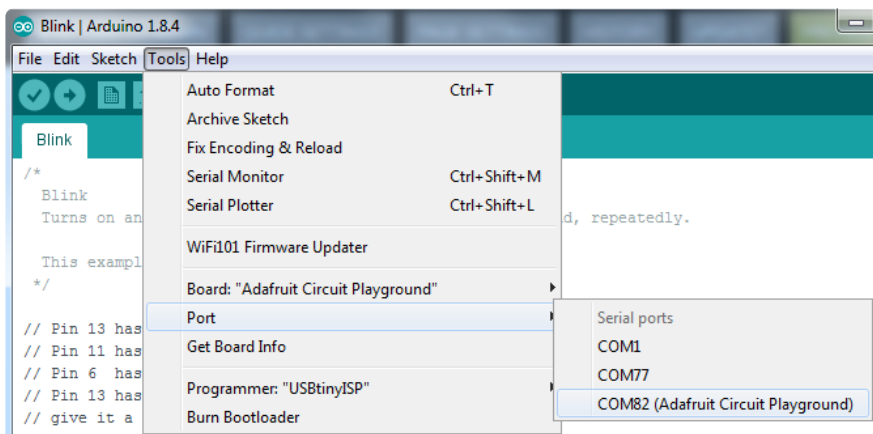 Blink | Arduino 1.8.4
File Edit Sketch Tools Help
Auto Format Ctrl+T
Archive Sketch
Fix Encoding & Reload
Serial Monitor Ctrl+Shift+M
Serial Plotter Ctrl+Shift+L
WiFi101 Firmware Updater
Board: "Adafruit Circuit Playground"
Port
Get Board Info
Programmer: "USBtinyISP"
Burn Bootloader
Serial ports
COM1
COM77
COM82 (Adafruit Circuit Playground)
Blink
/*
Blink
Turns on an d, repeatedly.
This exampl
*/
// Pin 13 has
// Pin 11 has
// Pin 6 has
// Pin 13 has
// give it a